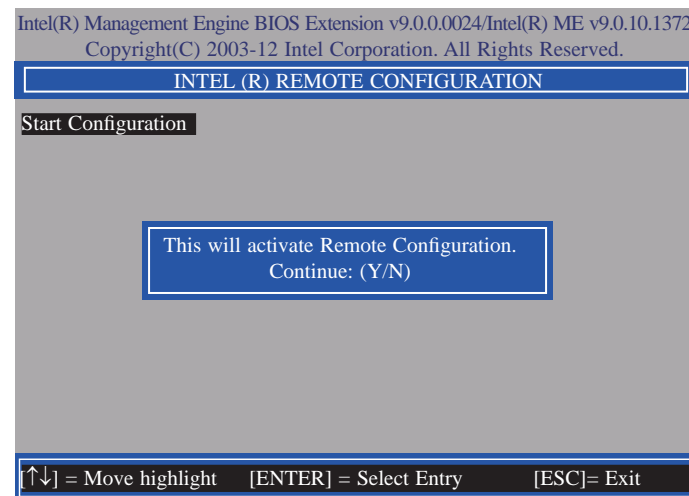 Intel(R) Management Engine BIOS Extension v9.0.0.0024/Intel(R) ME v9.0.10.1372
Copyright(C) 2003-12 Intel Corporation. All Rights Reserved.
INTEL (R) REMOTE CONFIGURATION
Start Configuration
This will activate Remote Configuration.
Continue: (Y/N)
[↑↓] = Move highlight [ENTER] = Select Entry [ESC]= Exit